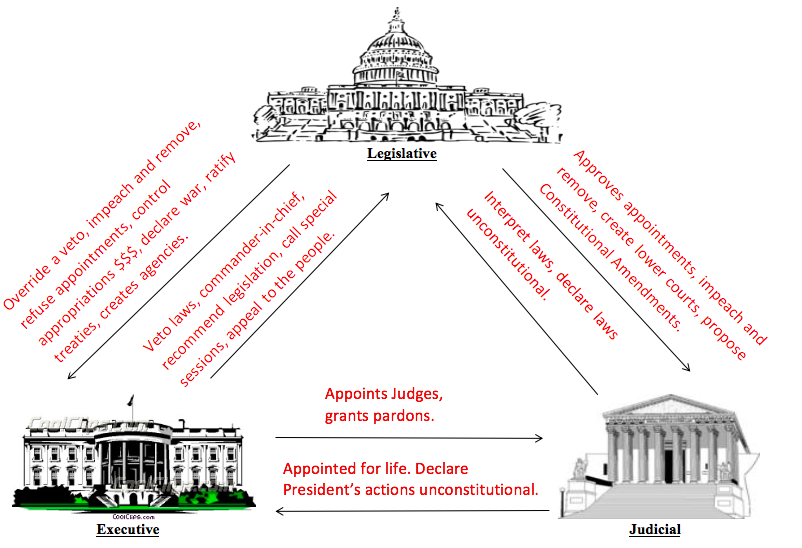 Legislative
Override a veto, impeach and remove,
refuse appointments, control
appropriations $$$, declare war, ratify
treaties, creates agencies.
Veto laws, commander-in-chief,
recommend legislation, call special
sessions, appeal to the people.
Interpret laws, declare laws
unconstitutional.
Approves appointments, impeach and
remove, create lower courts, propose
Constitutional Amendments.
Appoints Judges,
grants pardons.
Appointed for life. Declare
President’s actions unconstitutional.
COOLCLIPS.COM
Executive
Judicial